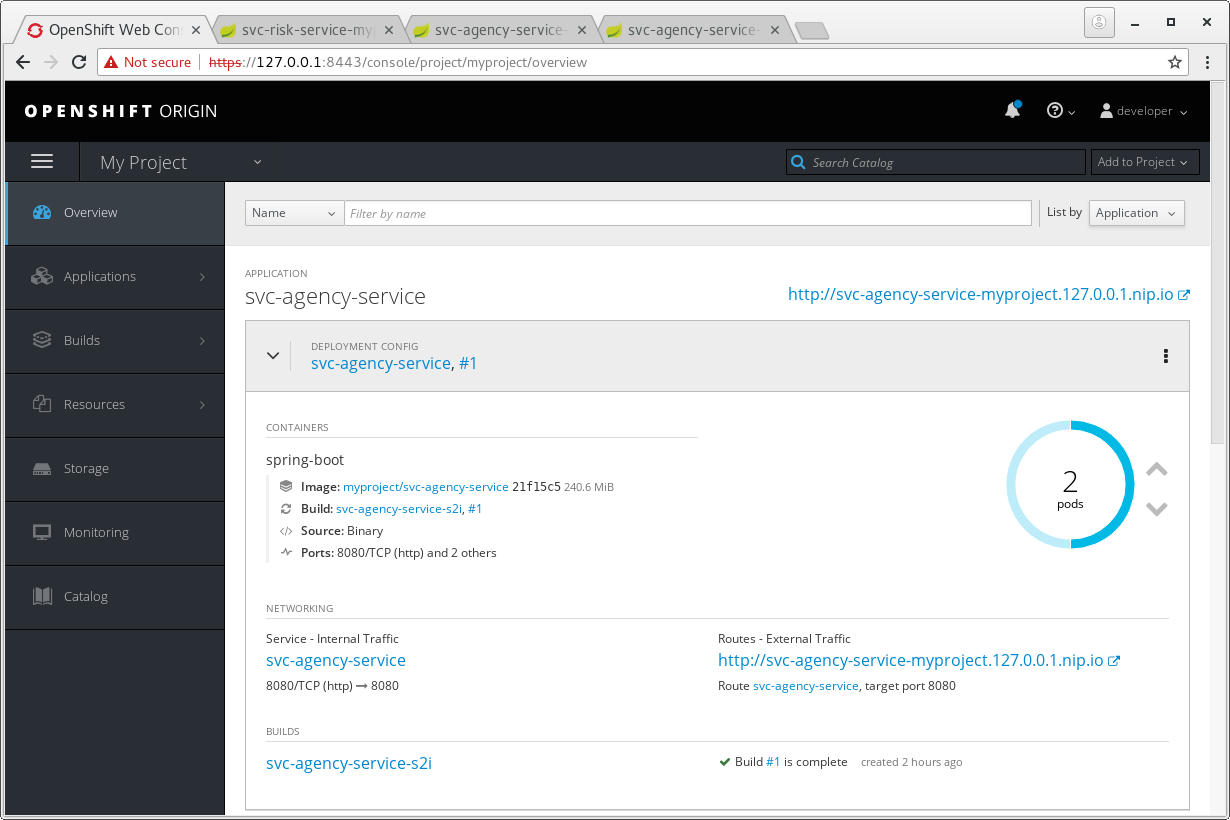 OpenShift Web Con
svc-risk-service-my
svc-agency-service-
svc-agency-service-
Not secure https://127.0.0.1:8443/console/project/myproject/overview
OPENSHIFT ORIGIN
developer
My Project
Search Catalog
Add to Project
Overview
Applications
Builds
Resources
Storage
Monitoring
Catalog
Name
Filter by name
List by
Application
APPLICATION
svc-agency-service
http://svc-agency-service-myproject.127.0.0.1.nip.io
DEPLOYMENT CONFIG
svc-agency-service, #1
CONTAINERS
spring-boot
Image: myproject/svc-agency-service 21f15c5 240.6 MiB
Build: svc-agency-service-s2i, #1
Source: Binary
Ports: 8080/TCP (http) and 2 others
2
pods
NETWORKING
Service - Internal Traffic
svc-agency-service
8080/TCP (http) → 8080
Routes - External Traffic
http://svc-agency-service-myproject.127.0.0.1.nip.io
Route svc-agency-service, target port 8080
BUILDS
svc-agency-service-s2i
Build #1 is complete created 2 hours ago